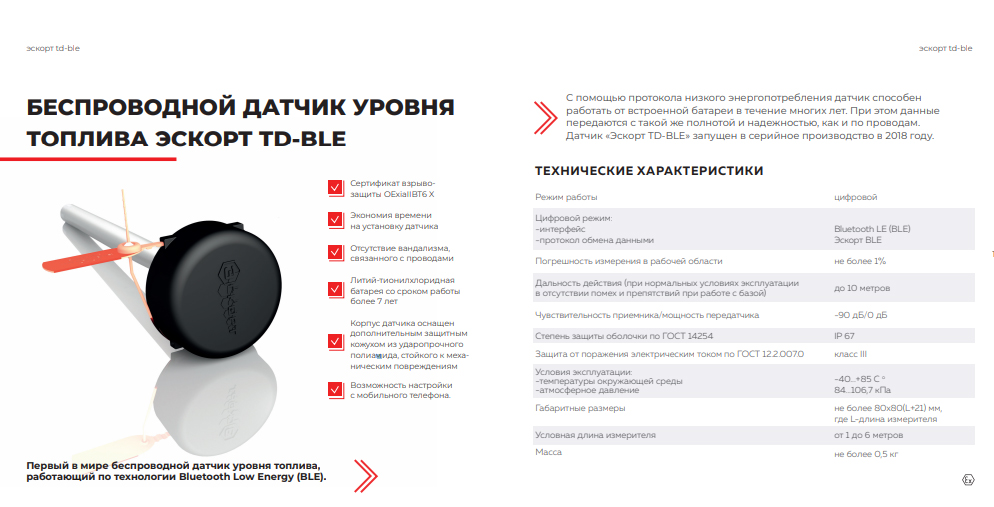 эскорт td-ble
БЕСПРОВОДНОЙ ДАТЧИК УРОВНЯ
ТОПЛИВА ЭСКОРТ TD-BLE
Сертификат взрыво-
защиты OExiaIIBT6 X
Экономия времени
на установку датчика
Отсутствие вандализма,
связанного с проводами
Литий-тионилхлоридная
батарея со сроком работы
более 7 лет
Корпус датчика оснащен
дополнительным защитным
кожухом из ударопрочного
полиамида, стойкого к меха-
ническим повреждениям
Возможность настройки
с мобильного телефона.
Первый в мире беспроводной датчик уровня топлива,
работающий по технологии Bluetooth Low Energy (BLE).
эскорт td-ble
С помощью протокола низкого энергопотребления датчик способен
работать от встроенной батареи в течение многих лет. При этом данные
передаются с такой же полнотой и надежностью, как и по проводам.
Датчик «Эскорт TD-BLE» запущен в серийное производство в 2018 году.
ТЕХНИЧЕСКИЕ ХАРАКТЕРИСТИКИ
Режим работы цифровой
Цифровой режим:
-интерфейс Bluetooth LE (BLE)
-протокол обмена данными Эскорт BLE
Погрешность измерения в рабочей области не более 1%
Дальность действия (при нормальных условиях эксплуатации
в отсутствии помех и препятствий при работе с базой) до 10 метров
Чувствительность приемника/мощность передатчика -90 дБ/0 дБ
Степень защиты оболочки по ГОСТ 14254 IP 67
Защита от поражения электрическим током по ГОСТ 12.2.007.0 класс III
Условия эксплуатации:
-температуры окружающей среды -40...+85 С °
-атмосферное давление 84...106,7 кПа
Габаритные размеры не более 80x80(L+21) мм,
где L-длина измерителя
Условная длина измерителя от 1 до 6 метров
Масса не более 0,5 кг
Ex